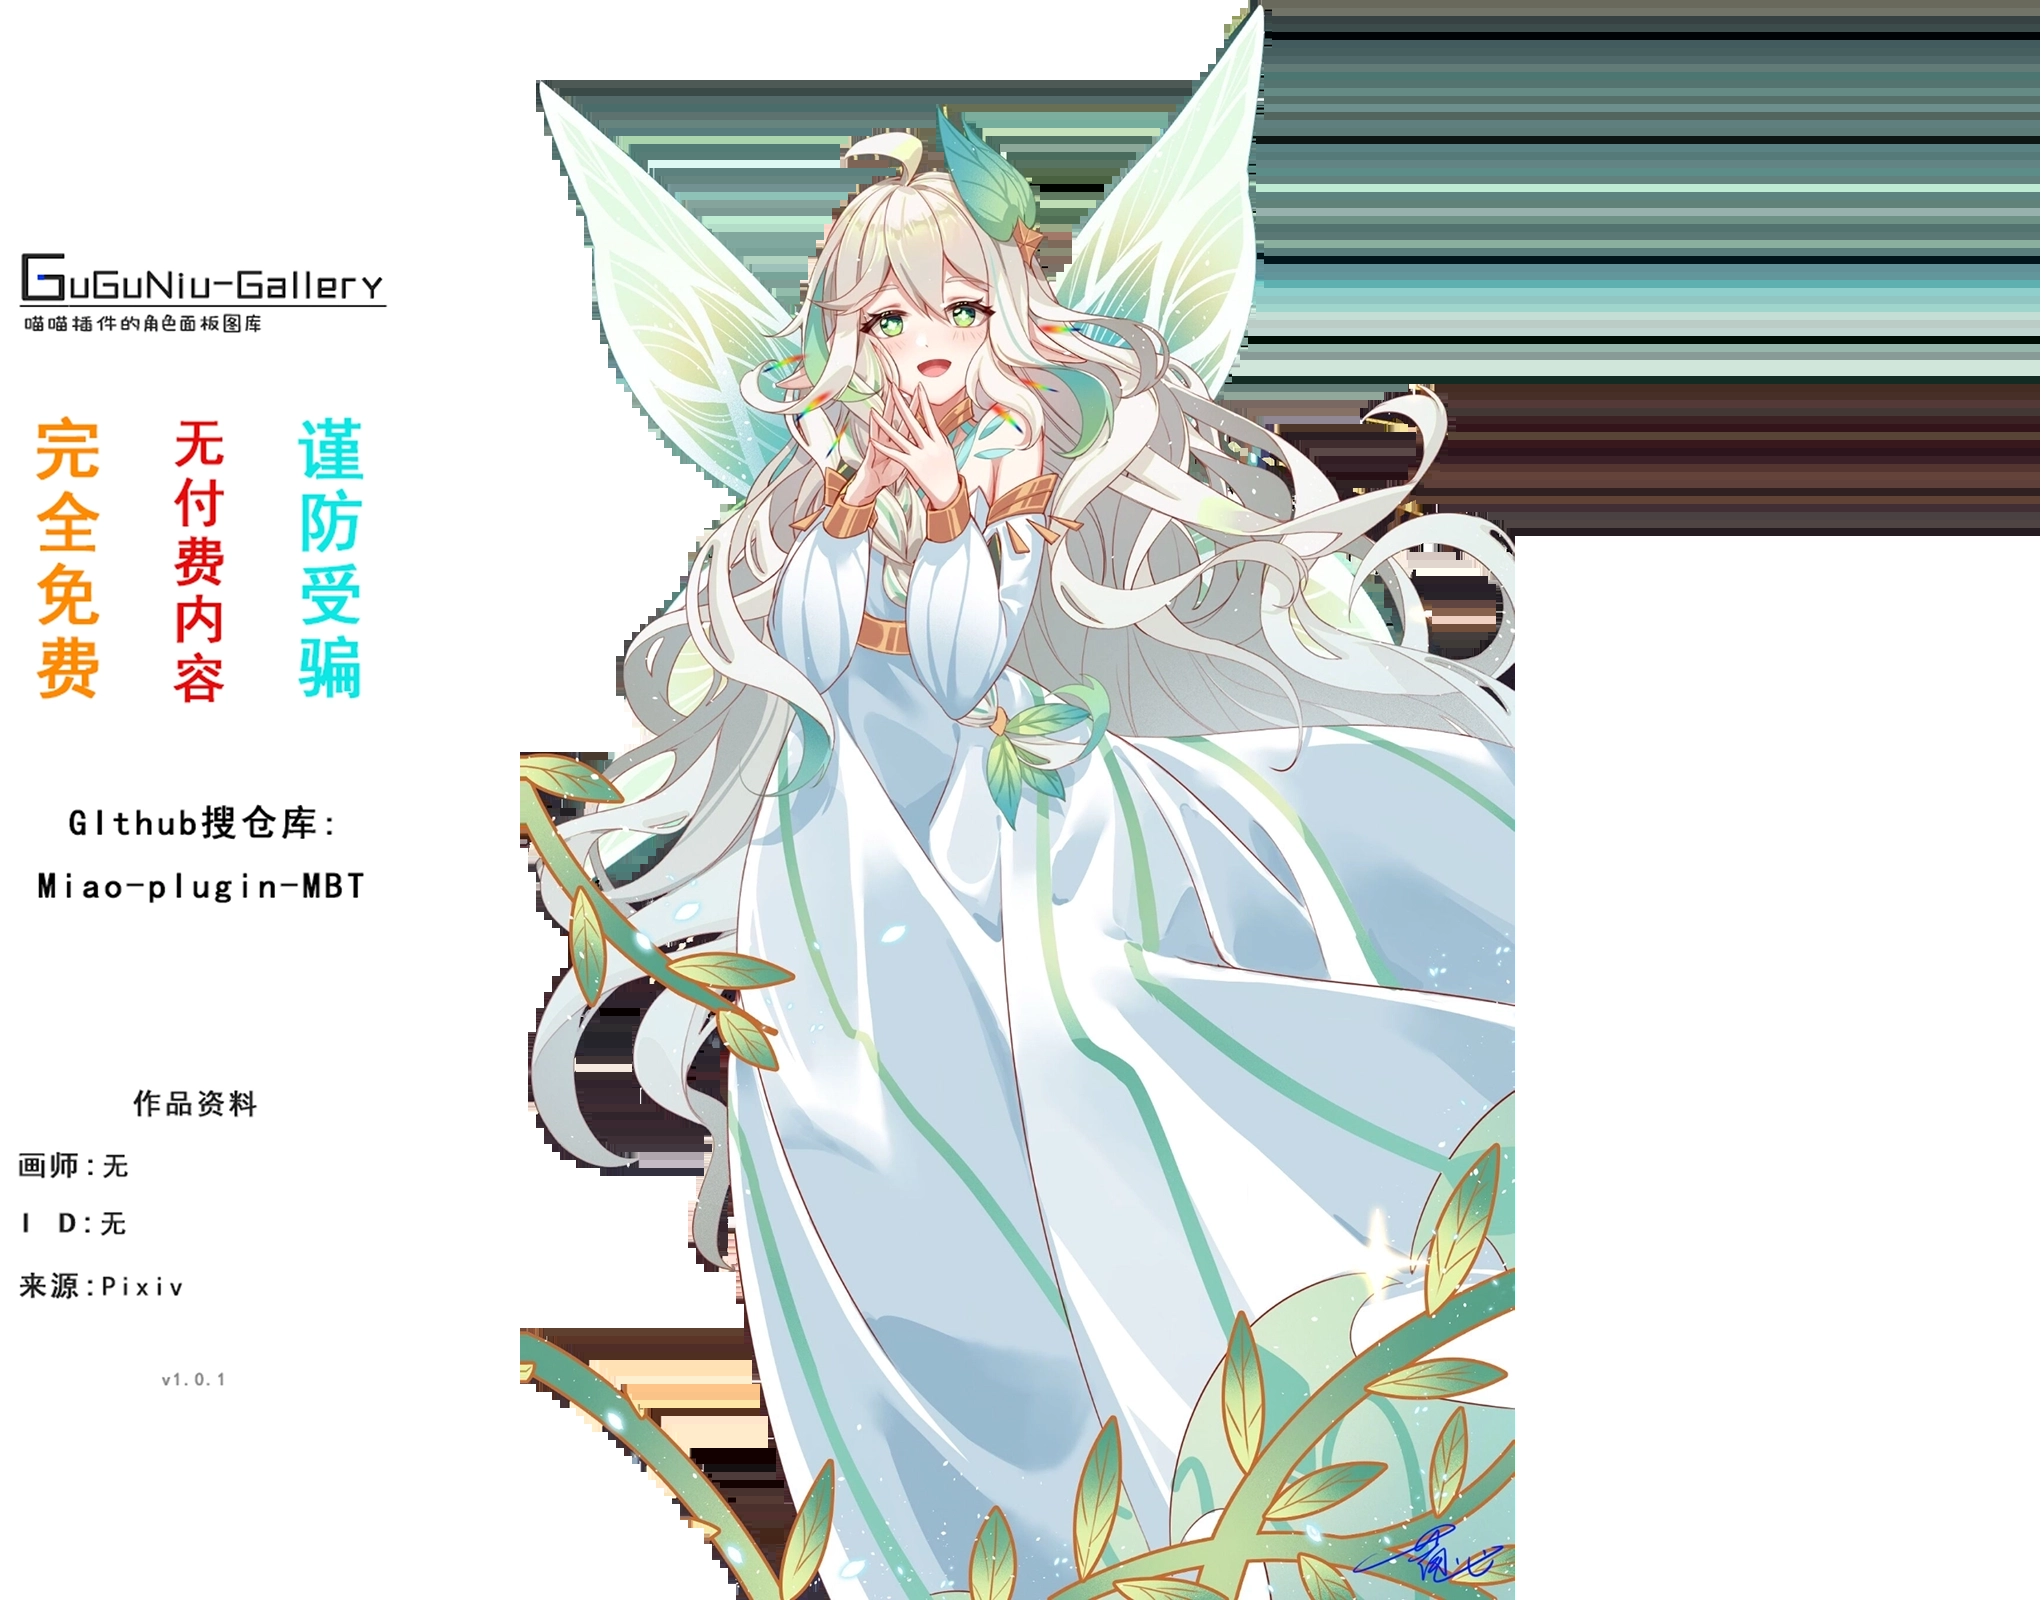 GuGuNiu-Gallery
喵喵插件的角色面板图库
完全免费
无付费内容
谨防受骗
GIthub搜仓库:
Miao-plugin-MBT
作品资料
画师:无
I D:无
来源:Pixiv
v1.0.1